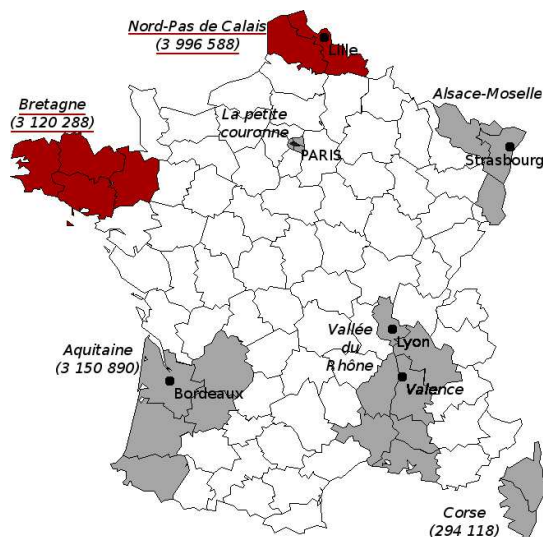 Nord-Pas de Calais
(3 996 588)
Lille
Bretagne
(3 120 288)
Alsace-Moselle
La petite
couronne
PARIS
Strasbourg
Vallée
du
Rhône
Lyon
Aquitaine
(3 150 890)
Bordeaux
Valence
Corse
(294 118)